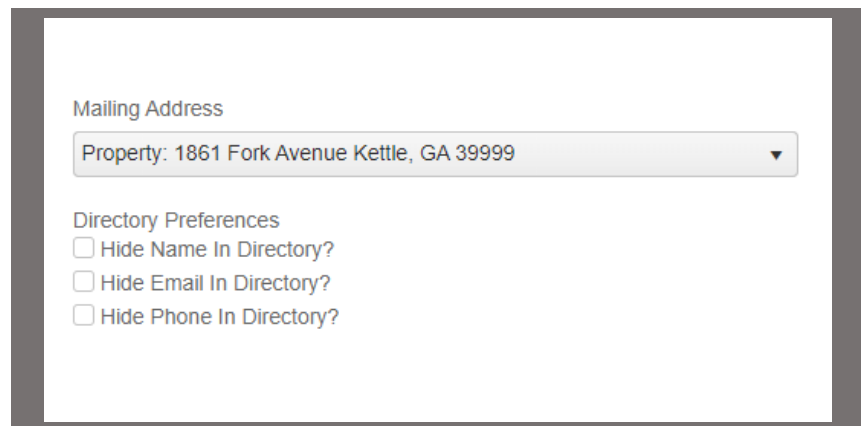 Mailing Address
Property: 1861 Fork Avenue Kettle, GA 39999
Directory Preferences
Hide Name In Directory?
Hide Email In Directory?
Hide Phone In Directory?